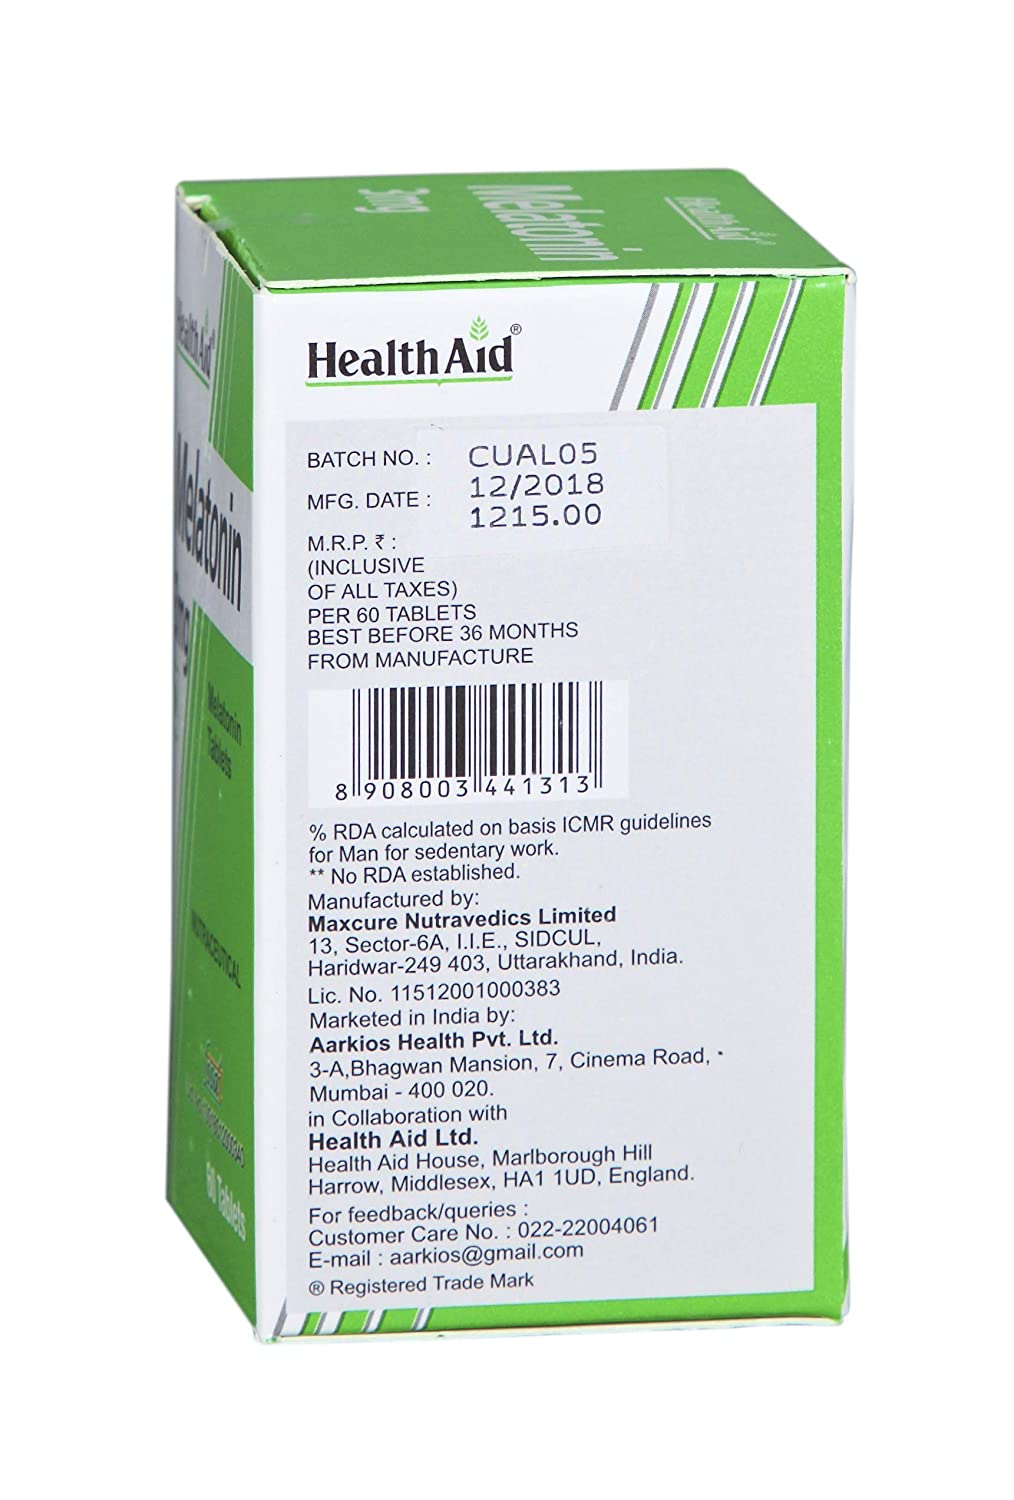 HealthAid®
Melatonin
3mg
HealthAid®
Melatonin
mg
Melatonin
Tablets
NUTRACEUTICAL
60 Tablets
HealthAid®
BATCH NO. : CUAL05
MFG. DATE : 12/2018
1215.00
M.R.P. ₹ :
(INCLUSIVE
OF ALL TAXES)
PER 60 TABLETS
BEST BEFORE 36 MONTHS
FROM MANUFACTURE
8 908003 441313
% RDA calculated on basis ICMR guidelines
for Man for sedentary work.
** No RDA established.
Manufactured by:
Maxcure Nutravedics Limited
13, Sector-6A, I.I.E., SIDCUL,
Haridwar-249 403, Uttarakhand, India.
Lic. No. 11512001000383
Marketed in India by:
Aarkios Health Pvt. Ltd.
3-A,Bhagwan Mansion, 7, Cinema Road,
Mumbai - 400 020.
in Collaboration with
Health Aid Ltd.
Health Aid House, Marlborough Hill
Harrow, Middlesex, HA1 1UD, England.
For feedback/queries :
Customer Care No. : 022-22004061
E-mail : aarkios@gmail.com
® Registered Trade Mark